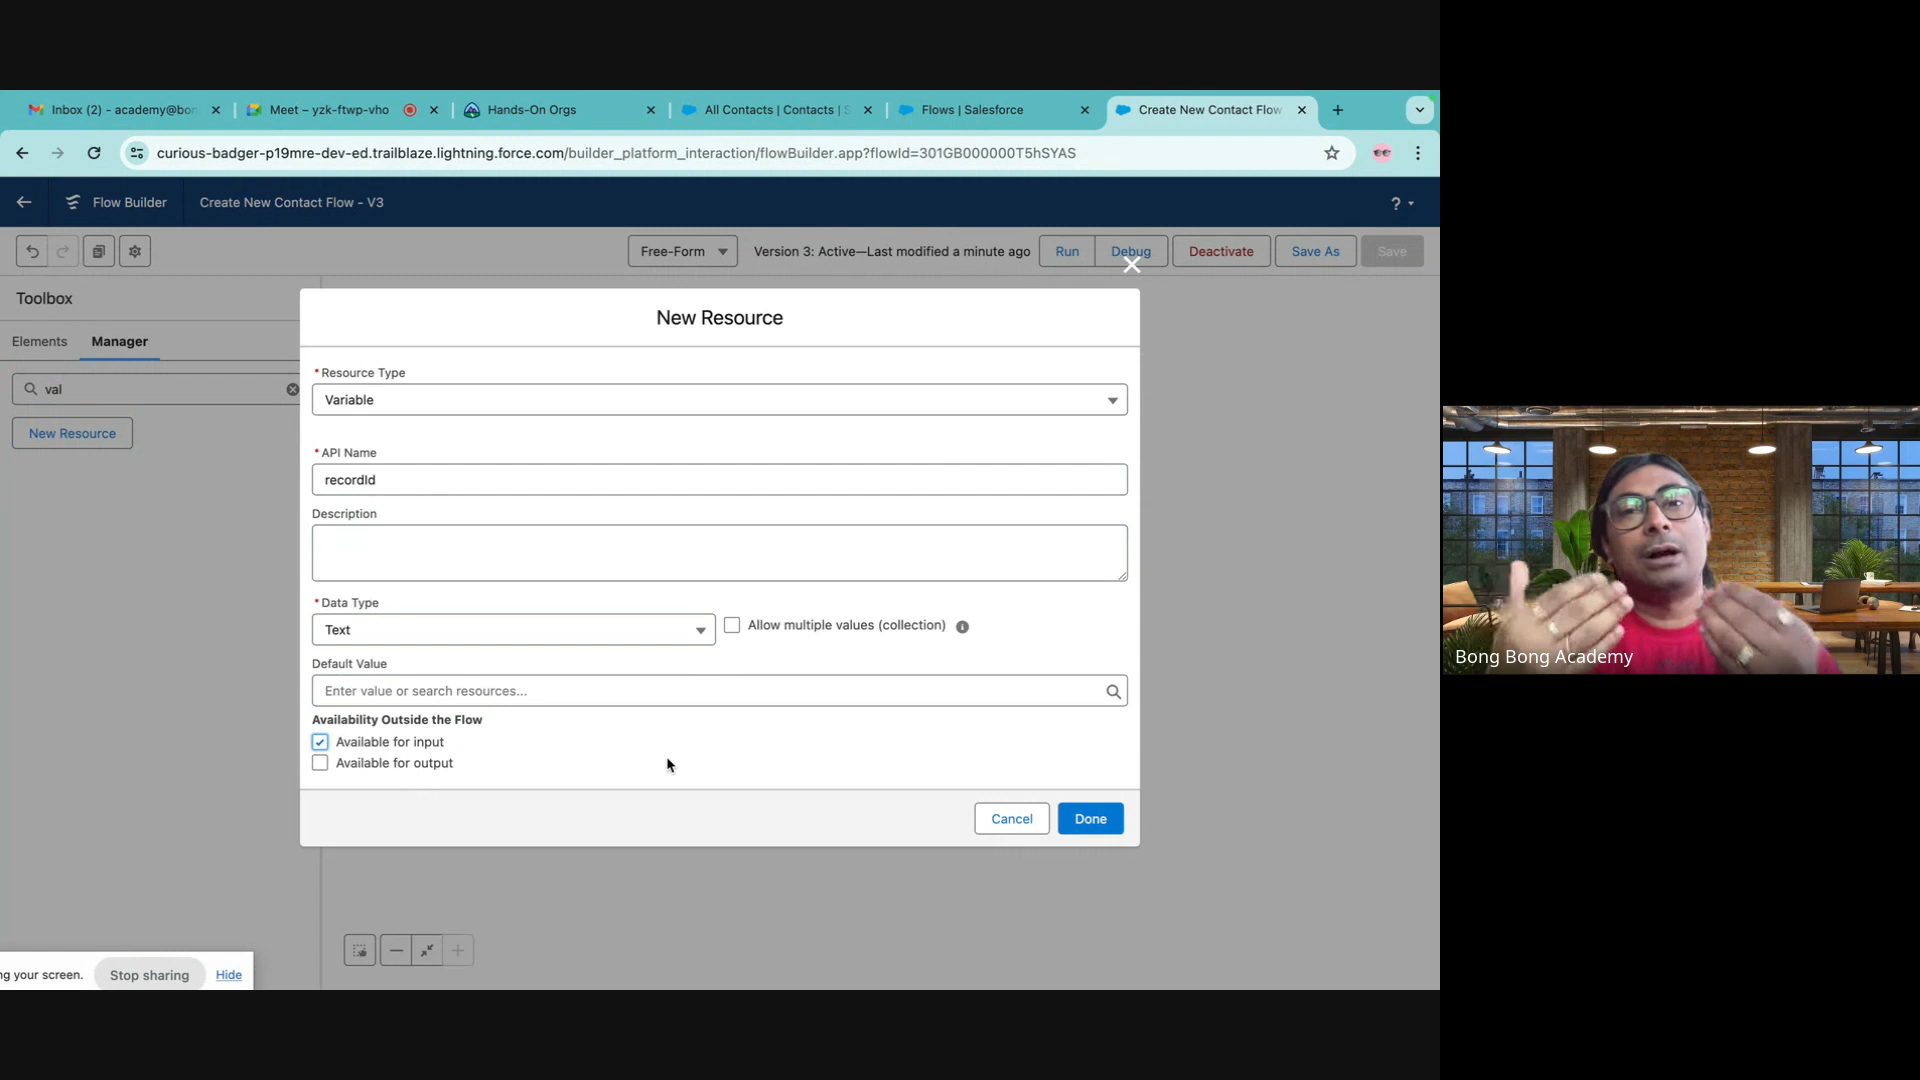 Inbox (2) - academy@bon
Meet – yzk-ftwp-vho
Hands-On Orgs
All Contacts | Contacts | S
Flows | Salesforce
Create New Contact Flow
curious-badger-p19mre-dev-ed.trailblaze.lightning.force.com/builder_platform_interaction/flowBuilder.app?flowId=301GB000000T5hSYAS
Flow Builder
Create New Contact Flow - V3
?
Free-Form
Version 3: Active—Last modified a minute ago
Run
Debug
Deactivate
Save As
Save
Toolbox
Elements
Manager
val
New Resource
New Resource
*Resource Type
Variable
*API Name
recordId
Description
*Data Type
Text
Allow multiple values (collection)
Default Value
Enter value or search resources...
Availability Outside the Flow
Available for input
Available for output
Cancel
Done
ng your screen.
Stop sharing
Hide
Bong Bong Academy